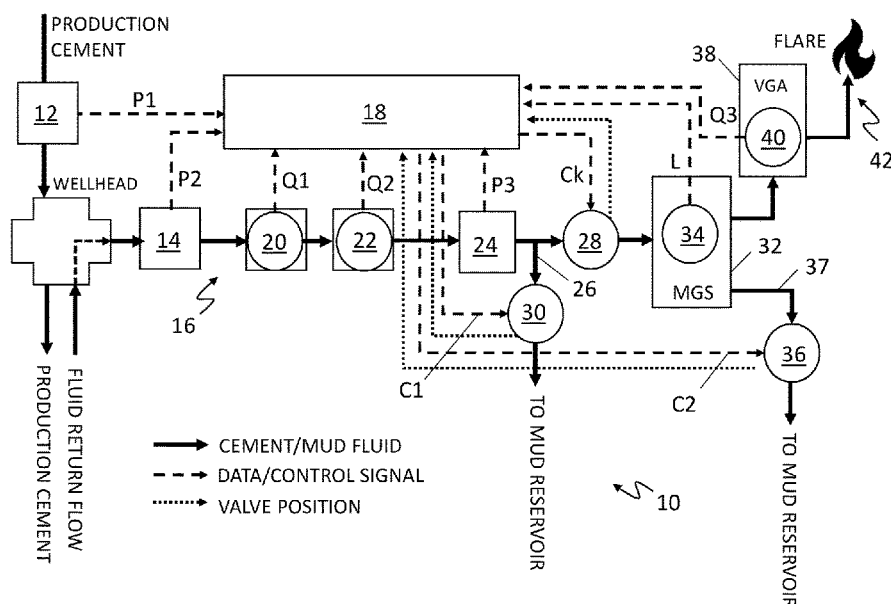 PRODUCTION
CEMENT
FLARE
38
VGA
12
P1
18
Q3
40
42
WELLHEAD
P2
Q1
Q2
P3
Ck
L
14
20
22
24
28
34
32
MGS
37
16
26
30
36
C1
C2
PRODUCTION CEMENT
FLUID RETURN FLOW
CEMENT/MUD FLUID
DATA/CONTROL SIGNAL
VALVE POSITION
TO MUD RESERVOIR
10
TO MUD RESERVOIR